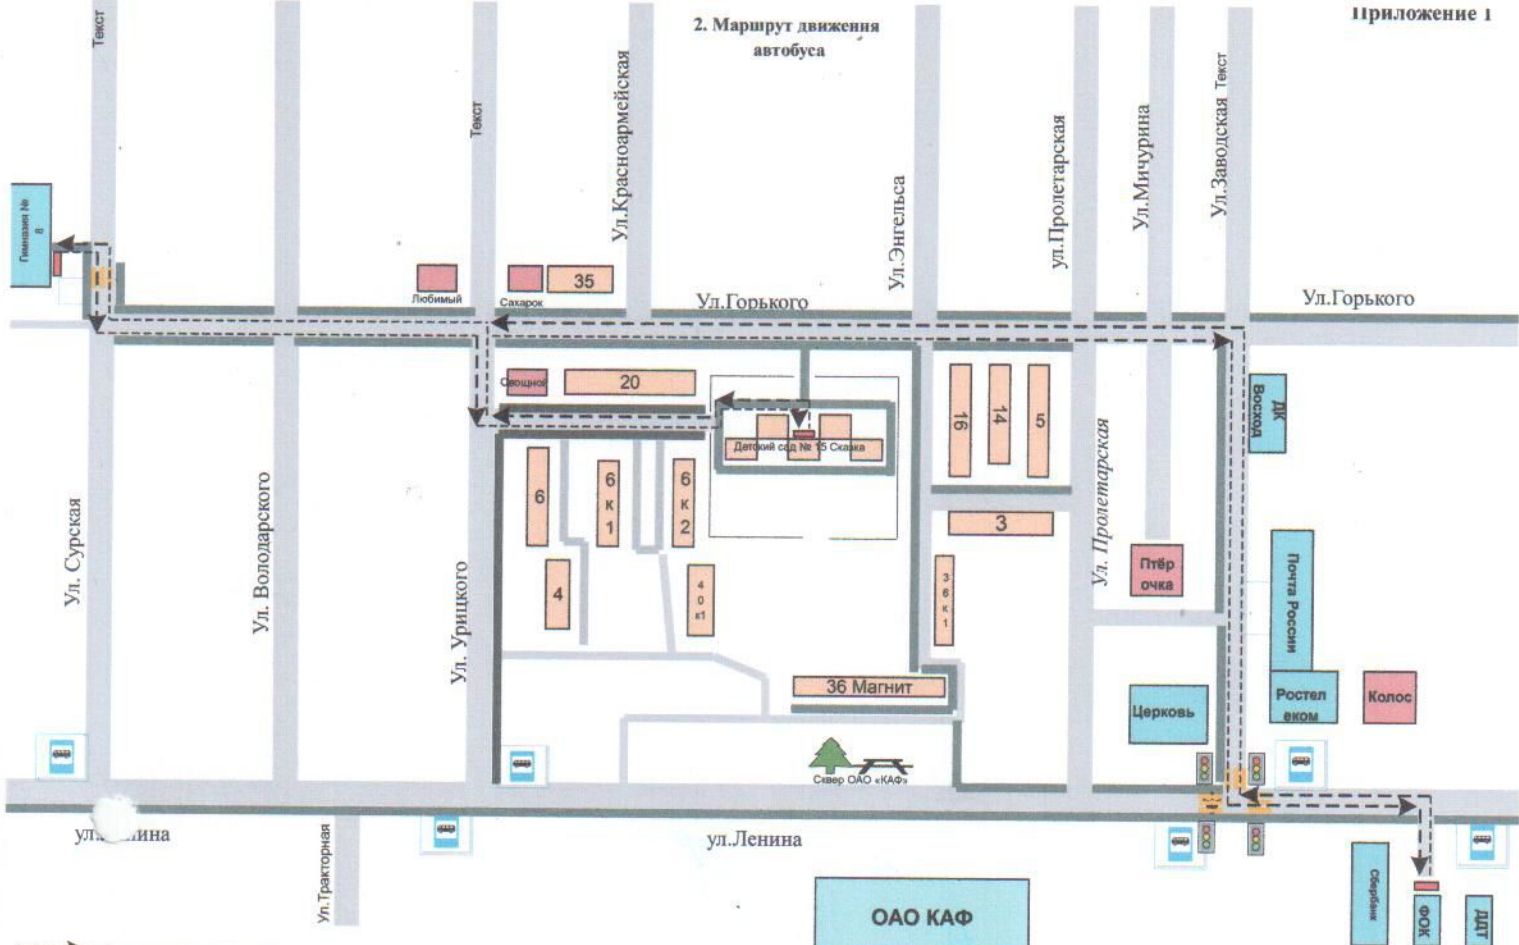 Приложение 1
2. Маршрут движения
автобуса
Текст
Текст
Ул.Красноармейская
Ул.Энгельса
ул.Пролетарская
Ул.Мичурина
Ул.Заводская
Текст
Гимназия №
8
Любимый
Сахарок
35
Ул.Горького
Ул.Горького
Овощной
20
16
14
5
ДК
Восход
Детский сад № 15 Сказка
6
6
к
1
6
к
2
3
Ул. Сурская
Ул. Володарского
Ул. Урицкого
Ул. Пролетарская
4
4
0
к1
3
6
к
1
Птёр
очка
Почта России
36 Магнит
Церковь
Ростел
еком
Колос
Сквер ОАО «КАФ»
ул.Ленина
Ул.Тракторная
ОАО КАФ
Сбербанк
ФОК
ДДТ